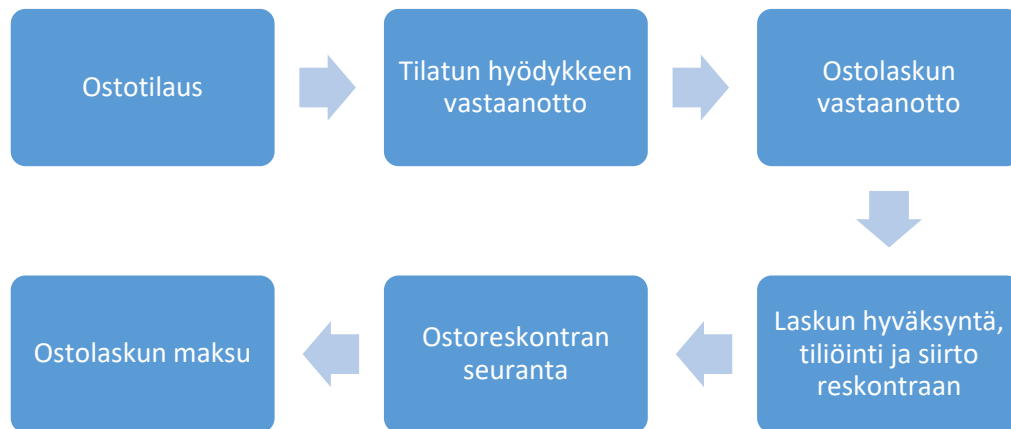 Ostotilaus
Tilatun hyödykkeen
vastaanotto
Ostolaskun
vastaanotto
Laskun hyväksyntä,
tiliöinti ja siirto
reskontraan
Ostoreskontran
seuranta
Ostolaskun maksu